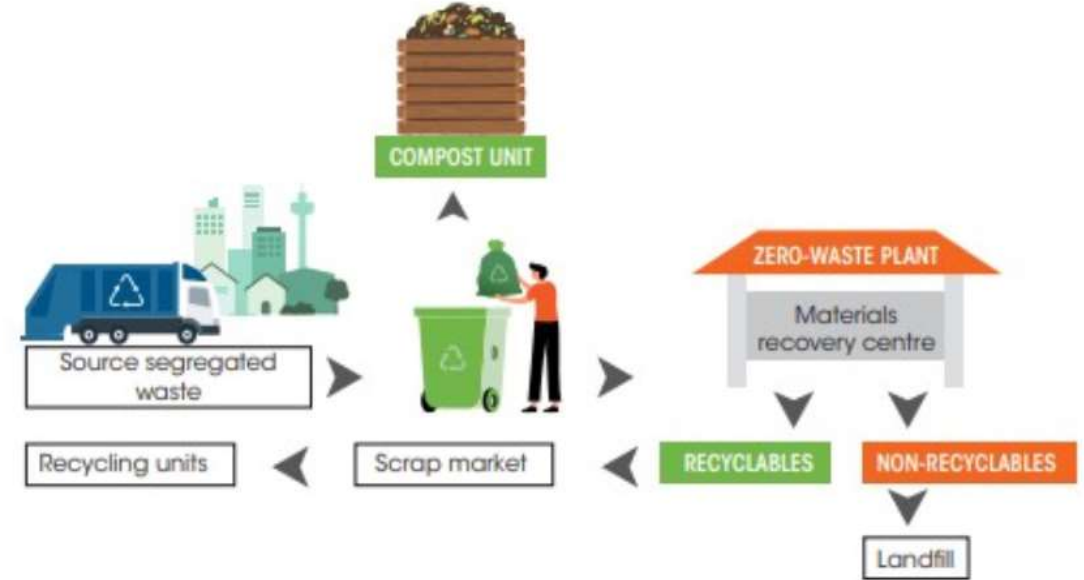 COMPOST UNIT
ZERO-WASTE PLANT
Materials
recovery centre
Source segregated
waste
Recycling units
Scrap market
RECYCLABLES
NON-RECYCLABLES
Landfill